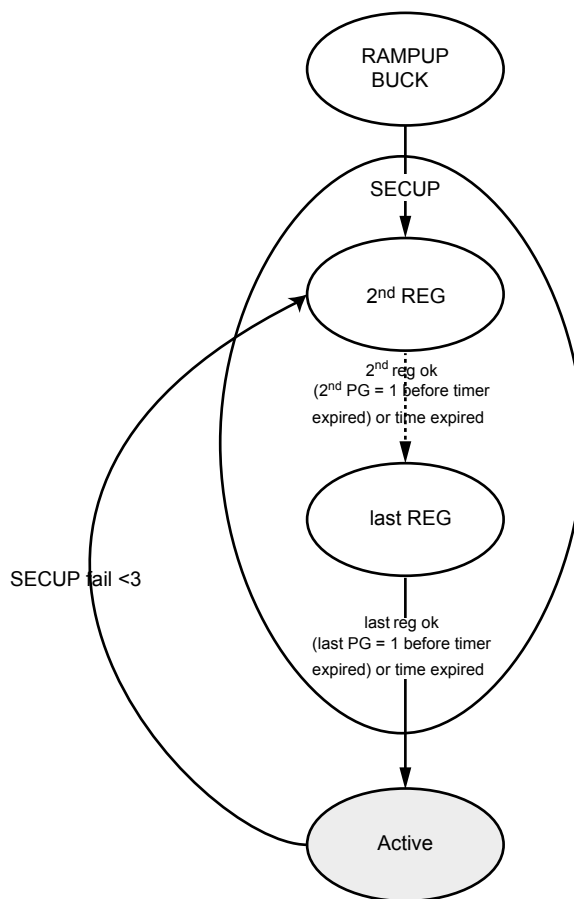 RAMPUP
BUCK
SECUP
2nd REG
2nd reg ok
(2nd PG = 1 before timer
expired) or time expired
last REG
SECUP fail <3
last reg ok
(last PG = 1 before timer
expired) or time expired
Active